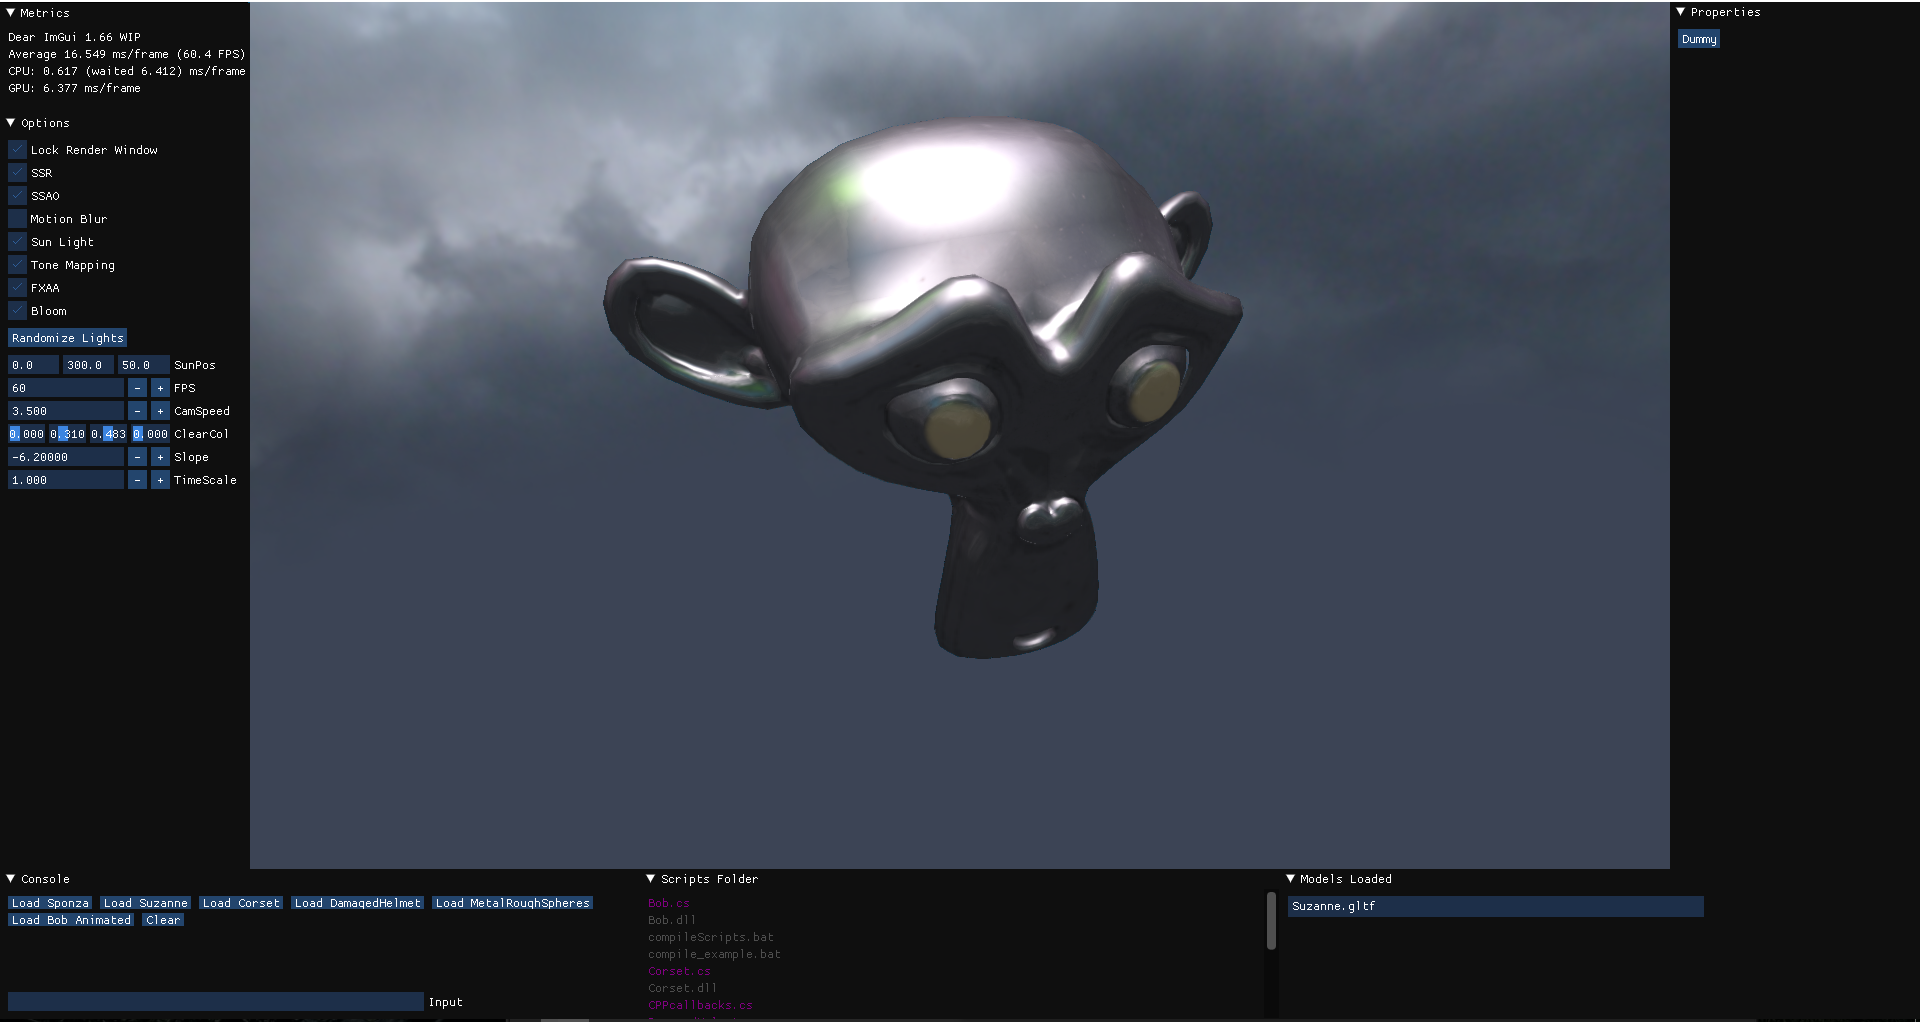 Metrics
Dear ImGui 1.66 WIP
Average 16.549 ms/frame (60.4 FPS)
CPU: 0.617 (waited 6.412) ms/frame
GPU: 6.377 ms/frame
Options
Lock Render Window
SSR
SSAO
Motion Blur
Sun Light
Tone Mapping
FXAA
Bloom
Randomize Lights
0.0 300.0 50.0 SunPos
60 - + FPS
3.500 - + CamSpeed
0.000 0.310 0.483 0.000 ClearCol
-6.20000 - + Slope
1.000 - + TimeScale
Properties
Dummy
Console
Load Sponza Load Suzanne Load Corset Load DamagedHelmet Load MetalRoughSpheres
Load Bob Animated Clear
Input
Scripts Folder
Bob.cs
Bob.dll
compileScripts.bat
compile_example.bat
Corset.cs
Corset.dll
CPPcallbacks.cs
Models Loaded
Suzanne.gltf